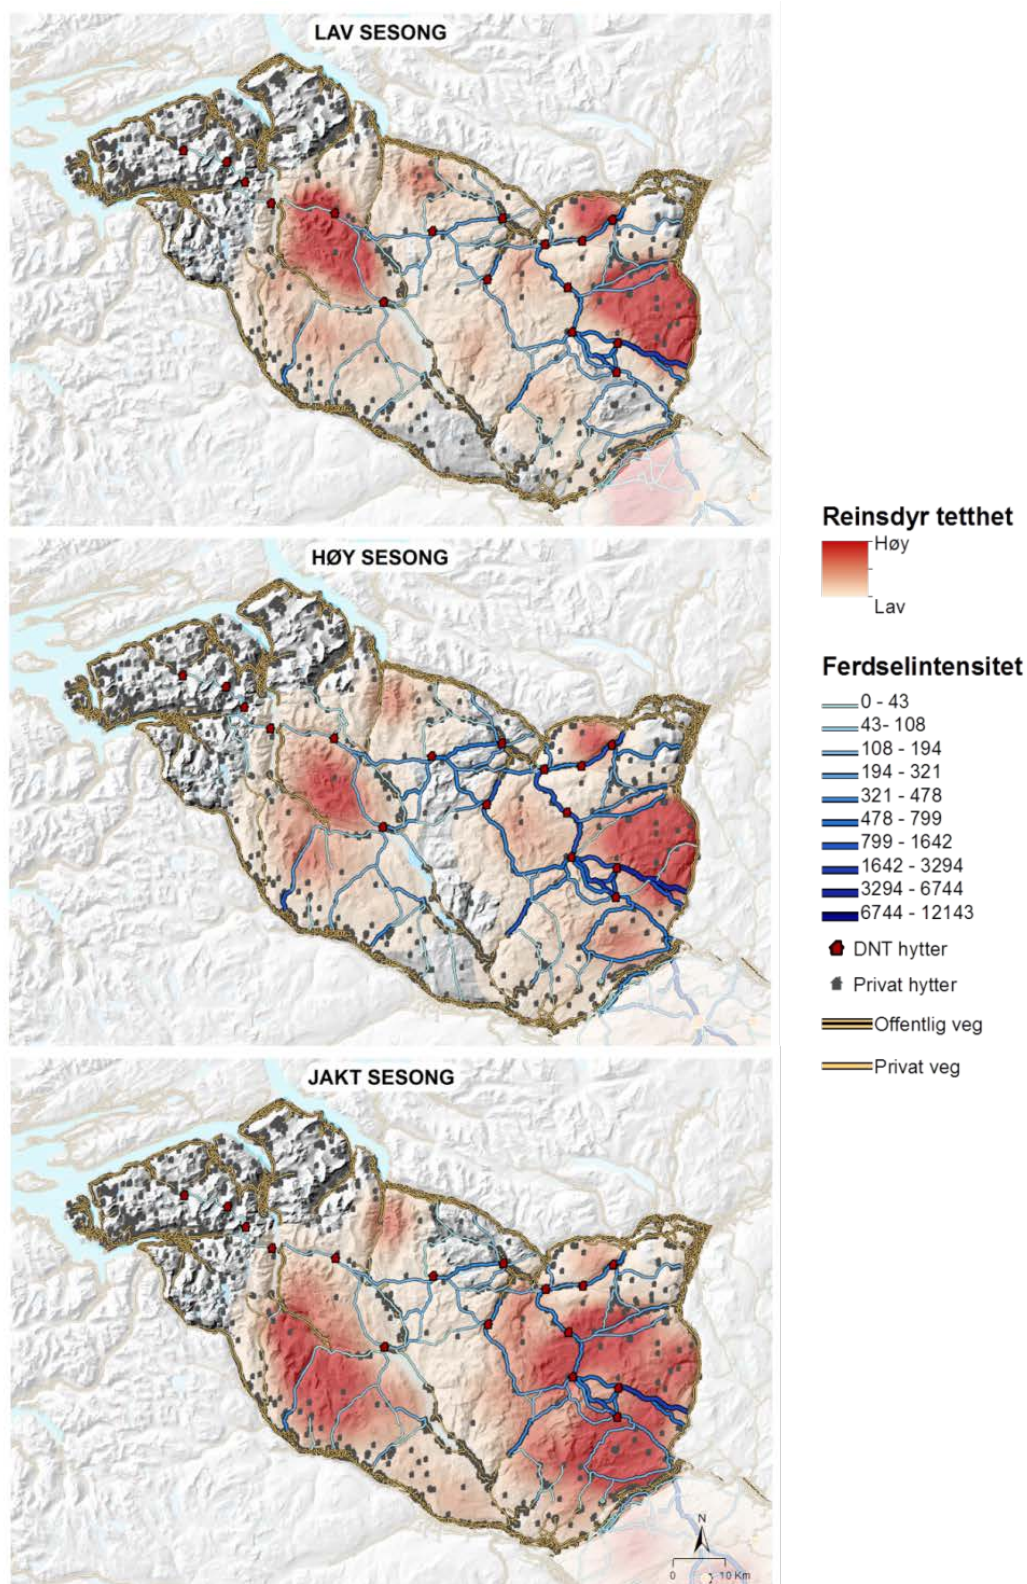 LAV SESONG
HØY SESONG
JAKT SESONG
N
0 10 Km
Reinsdyr tetthet
Høy
Lav
Ferdselintensitet
0 - 43
43- 108
108 - 194
194 - 321
321 - 478
478 - 799
799 - 1642
1642 - 3294
3294 - 6744
6744 - 12143
DNT hytter
Privat hytter
Offentlig veg
Privat veg